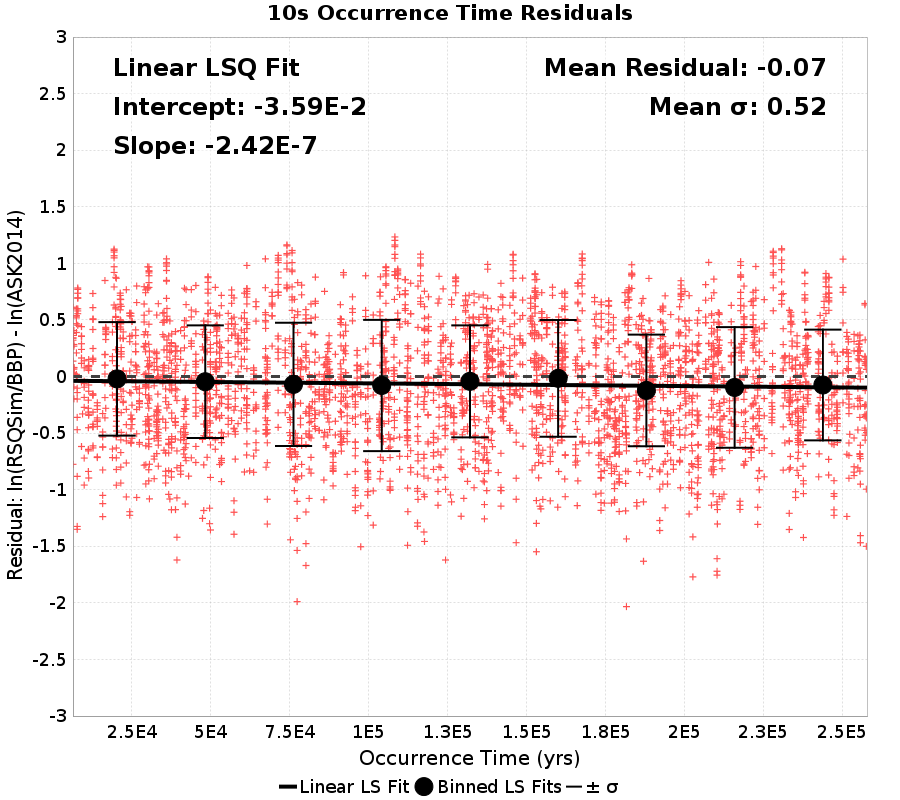 10s Occurrence Time Residuals
Linear LSQ Fit
Intercept: -3.59E-2
Slope: -2.42E-7
Mean Residual: -0.07
Mean σ: 0.52
Residual: ln(RSQSim/BBP) - ln(ASK2014)
3
2.5
2
1.5
1
0.5
0
-0.5
-1
-1.5
-2
-2.5
-3
2.5E4 5E4 7.5E4 1E5 1.3E5 1.5E5 1.8E5 2E5 2.3E5 2.5E5
Occurrence Time (yrs)
Linear LS Fit Binned LS Fits ± σ